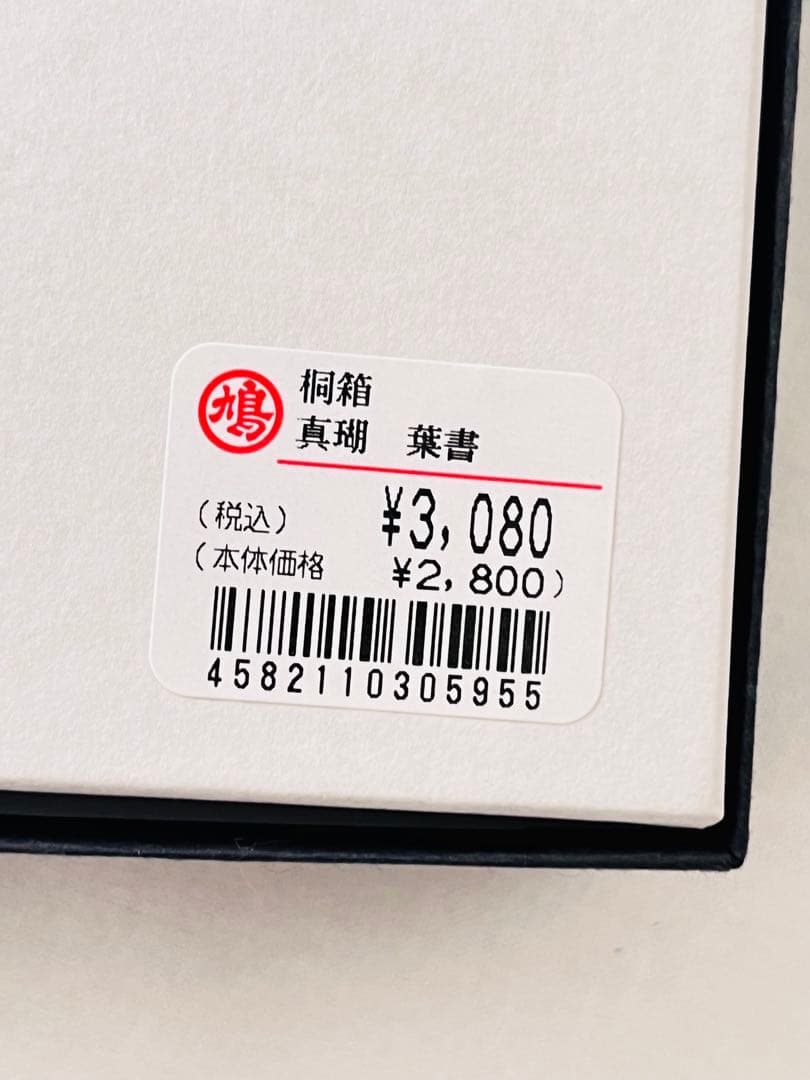 鳩
桐箱
真瑚　葉書
(税込) ¥3,080
(本体価格 ¥2,800)
4582110305955